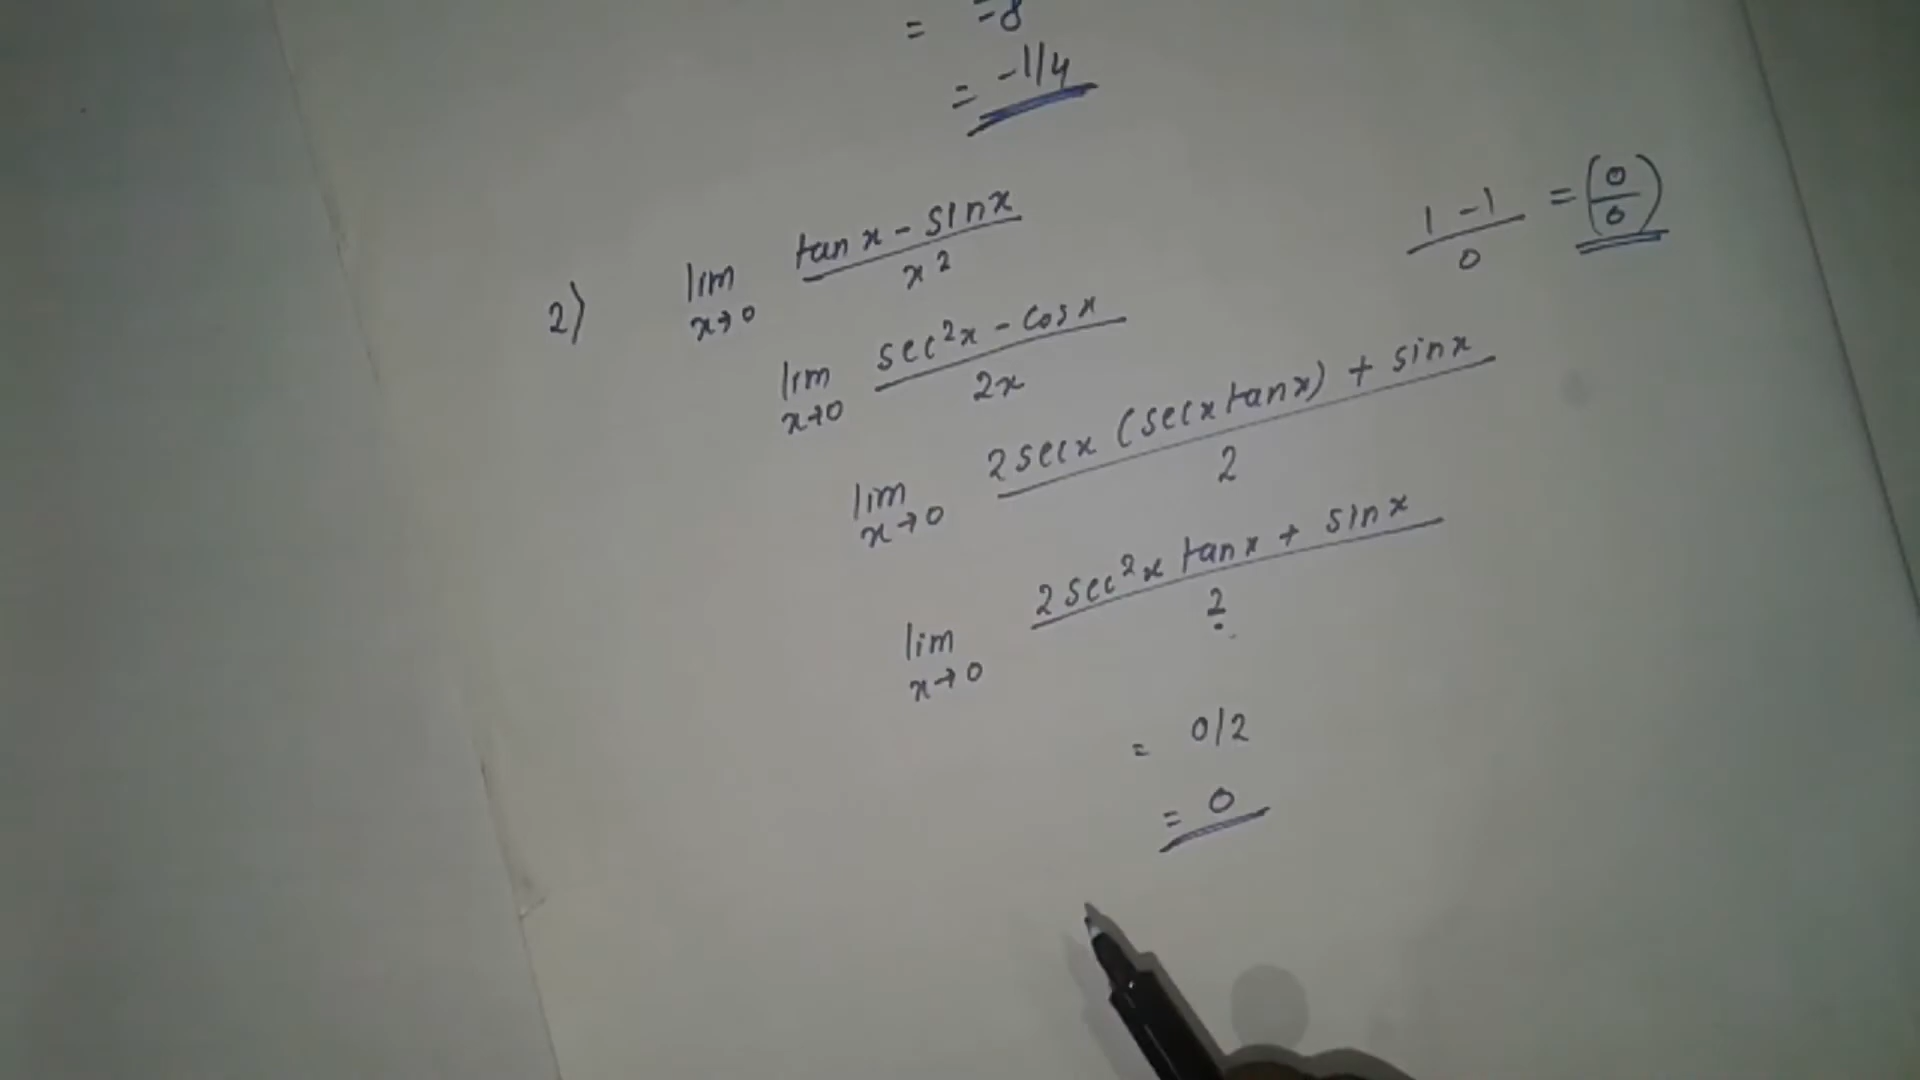 = -8
= -1/4
2) lim x→0 (tan x - sin x)/x²
1 - 1/0 = (0/0)
lim x→0 (sec²x - cos x)/2x
lim x→0 (2 sec x (sec x tan x) + sin x)/2
lim x→0 (2 sec²x tan x + sin x)/2
= 0/2
= 0